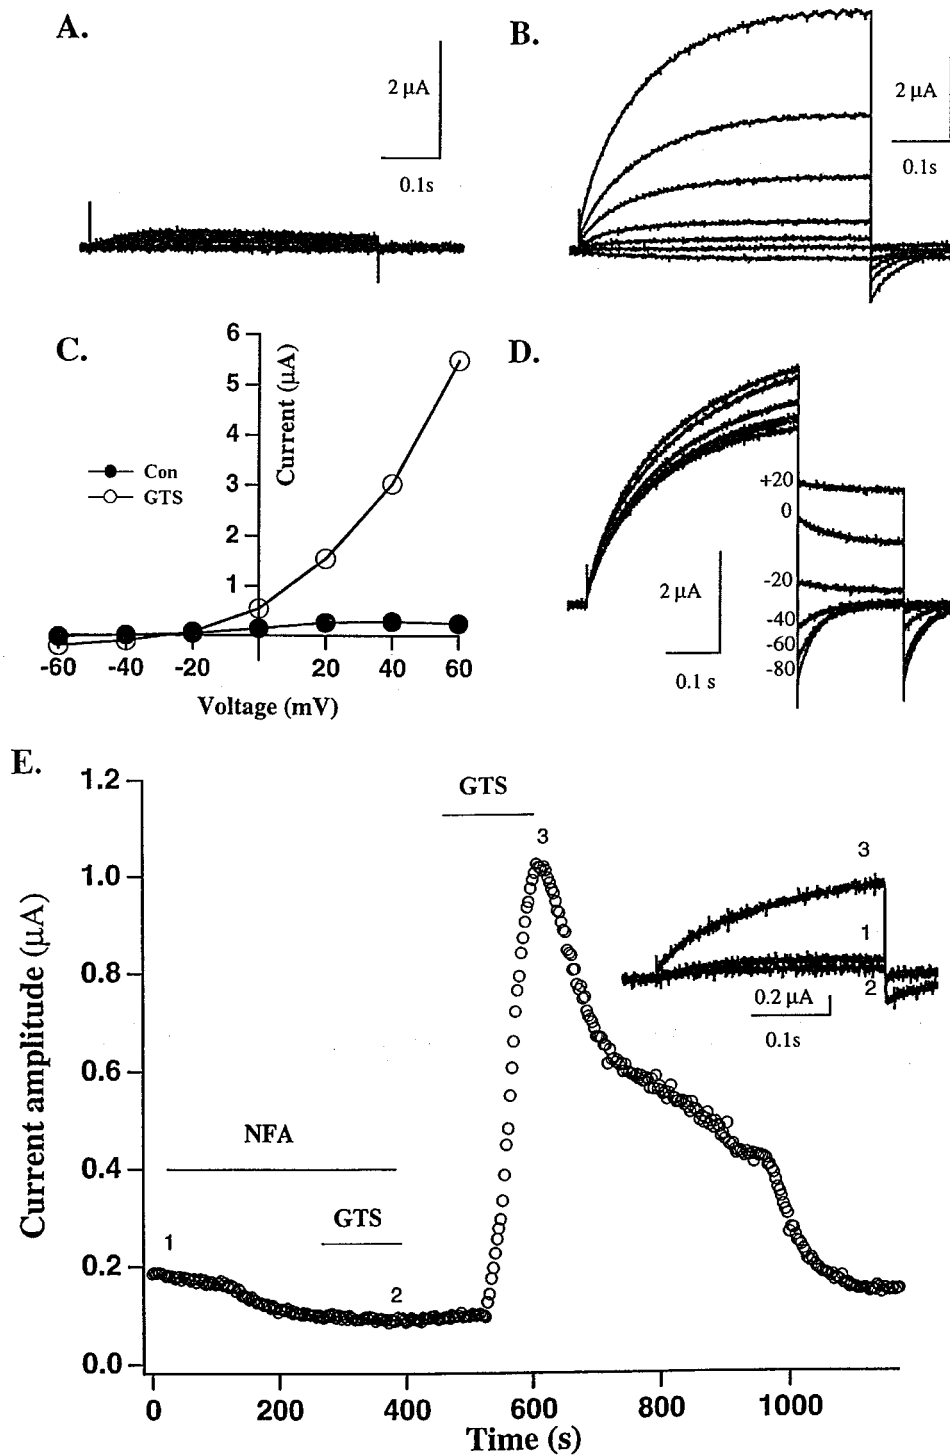 A.
2 µA
0.1s
B.
2 µA
0.1s
C.
6
5
4
3
2
1
Current (µA)
Con
GTS
-60 -40 -20 20 40 60
Voltage (mV)
D.
+20
0
-20
-40
-60
-80
2 µA
0.1 s
E.
1.2
1.0
0.8
0.6
0.4
0.2
0.0
Current amplitude (µA)
GTS
3
NFA
GTS
1
2
3
1
2
0.2 µA
0.1s
0 200 400 600 800 1000
Time (s)